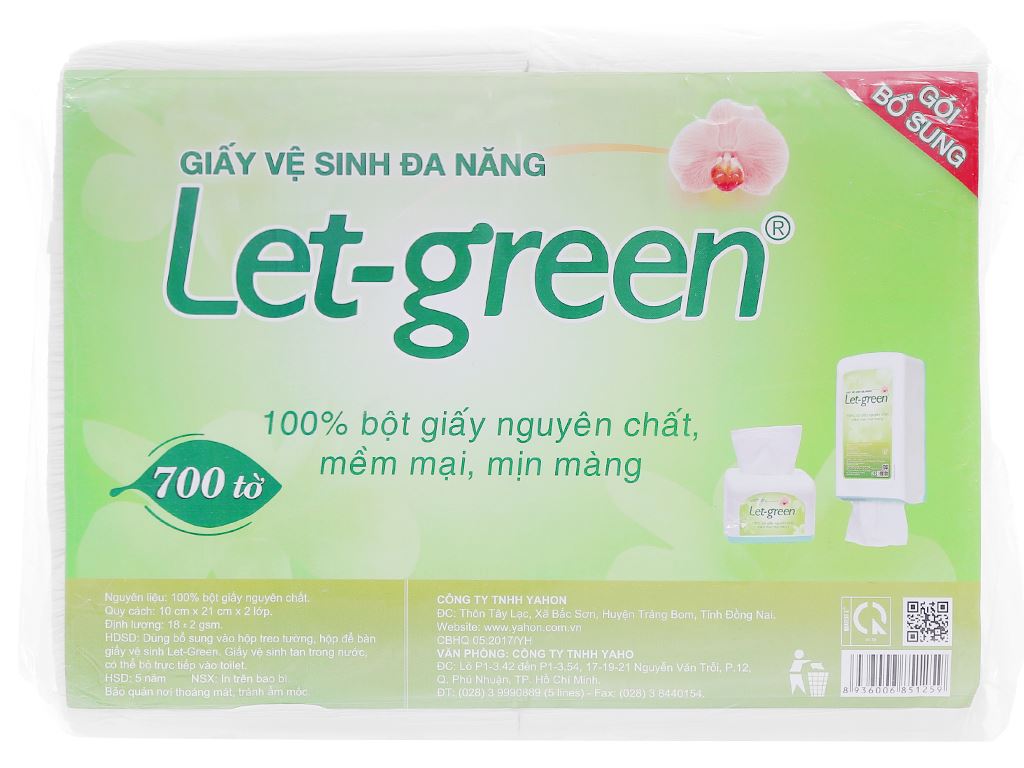 GÓI
BỔ SUNG
GIẤY VỆ SINH ĐA NĂNG
Let-green®
100% bột giấy nguyên chất,
mềm mại, mịn màng
700 tờ
Let-green
Let-green
Nguyên liệu: 100% bột giấy nguyên chất.
Quy cách: 10 cm x 21 cm x 2 lớp.
Định lượng: 18 ± 2 gsm.
HDSD: Dùng bổ sung vào hộp treo tường, hộp để bàn
giấy vệ sinh Let-Green. Giấy vệ sinh tan trong nước,
có thể bỏ trực tiếp vào toilet.
HSD: 5 năm NSX: In trên bao bì.
Bảo quản nơi thoáng mát, tránh ẩm mốc.
CÔNG TY TNHH YAHON
ĐC: Thôn Tây Lạc, Xã Bắc Sơn, Huyện Trảng Bom, Tỉnh Đồng Nai.
Website: www.yahon.com.vn
CBHQ 05:2017/YH
VĂN PHÒNG: CÔNG TY TNHH YAHO
ĐC: Lô P1-3.42 đến P1-3.54, 17-19-21 Nguyễn Văn Trỗi, P.12,
Q. Phú Nhuận, TP. Hồ Chí Minh.
ĐT: (028) 3 9990889 (5 lines) - Fax: (028) 3 8440154.
8 936006 851259